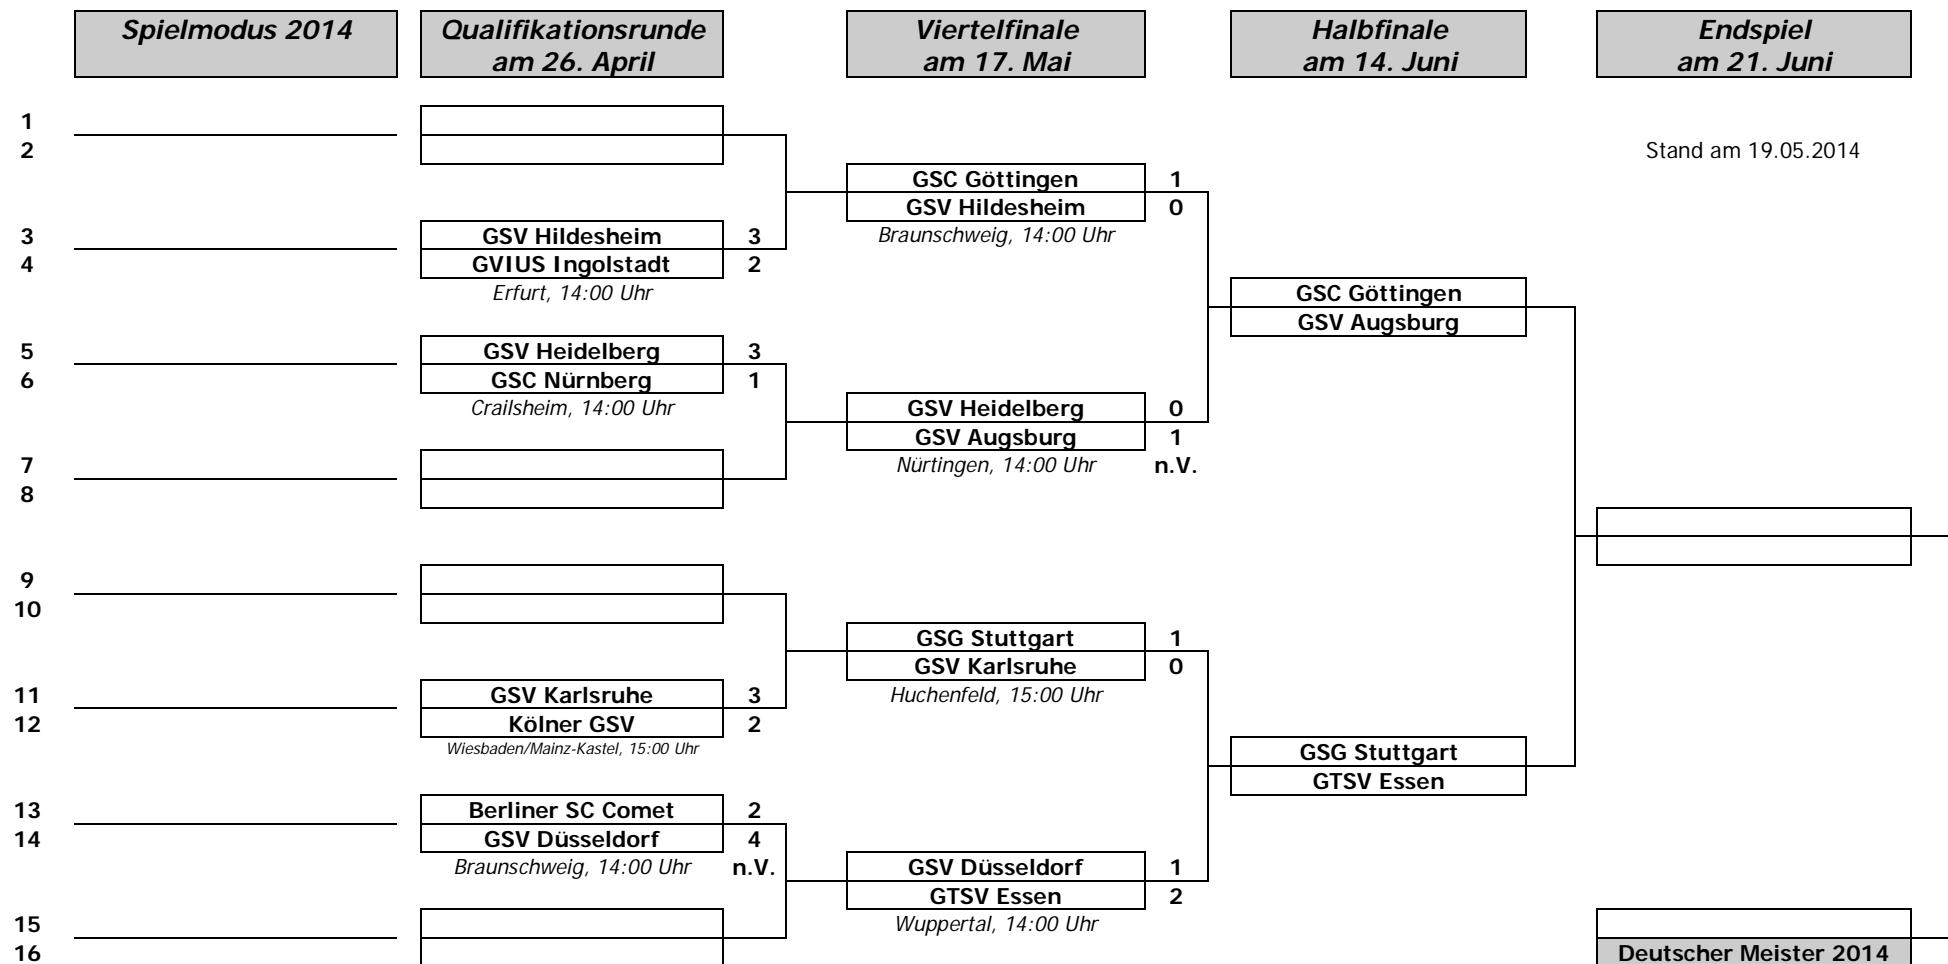 Spielmodus 2014
Qualifikationsrunde
am 26. April
Viertelfinale
am 17. Mai
Halbfinale
am 14. Juni
Endspiel
am 21. Juni
Stand am 19.05.2014
1
2
3
4
5
6
7
8
9
10
11
12
13
14
15
16
GSV Hildesheim 3
GVIUS Ingolstadt 2
Erfurt, 14:00 Uhr
GSV Heidelberg 3
GSC Nürnberg 1
Crailsheim, 14:00 Uhr
GSV Karlsruhe 3
Kölner GSV 2
Wiesbaden/Mainz-Kastel, 15:00 Uhr
Berliner SC Comet 2
GSV Düsseldorf 4
Braunschweig, 14:00 Uhr n.V.
GSC Göttingen 1
GSV Hildesheim 0
Braunschweig, 14:00 Uhr
GSV Heidelberg 0
GSV Augsburg 1
Nürtingen, 14:00 Uhr n.V.
GSG Stuttgart 1
GSV Karlsruhe 0
Huchenfeld, 15:00 Uhr
GSV Düsseldorf 1
GTSV Essen 2
Wuppertal, 14:00 Uhr
GSC Göttingen
GSV Augsburg
GSG Stuttgart
GTSV Essen
Deutscher Meister 2014